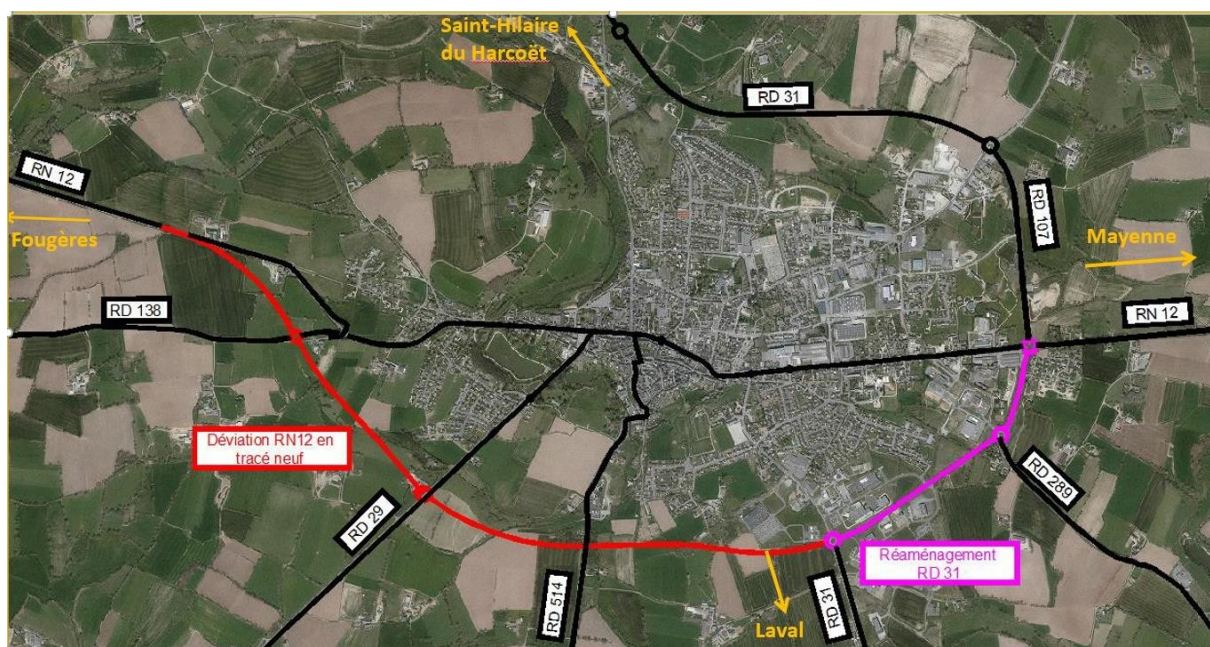 Saint-Hilaire
du Harcoët
RD 31
RN 12
Fougères
RD 107
Mayenne
RD 138
RN 12
Déviation RN12 en
tracé neuf
RD 29
RD 289
Réaménagement
RD 31
RD 514
RD 31
Laval